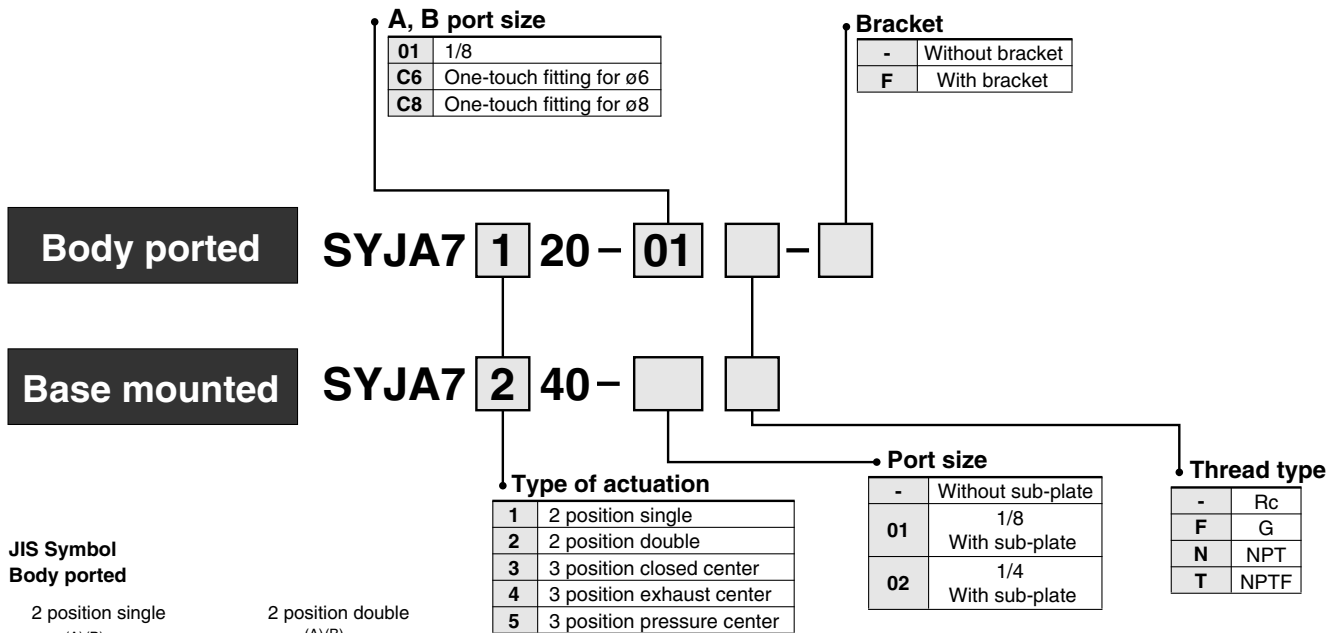 A, B port size
01 1/8
C6 One-touch fitting for ø6
C8 One-touch fitting for ø8
Bracket
- Without bracket
F With bracket
Body ported SYJA7 1 20 – 01 –
Base mounted SYJA7 2 40 –
Type of actuation
1 2 position single
2 2 position double
3 3 position closed center
4 3 position exhaust center
5 3 position pressure center
Port size
- Without sub-plate
01 1/8
With sub-plate
02 1/4
With sub-plate
Thread type
- Rc
F G
N NPT
T NPTF
JIS Symbol
Body ported
2 position single
2 position double
(A)(B)